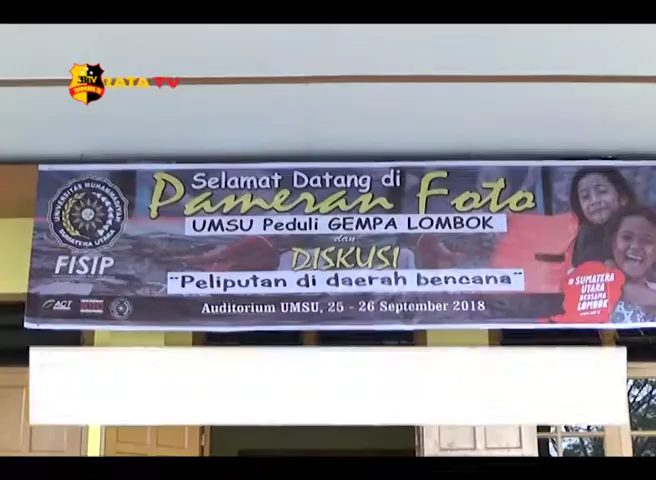 TATA TV
Selamat Datang di
Pameran Foto
UMSU Peduli GEMPA LOMBOK
dan
DISKUSI
"Peliputan di daerah bencana"
Auditorium UMSU, 25 - 26 September 2018
UNIVERSITAS MUHAMMADIYAH
SUMATERA UTARA
FISIP
ACT
#SUMATERA
UTARA
BERSAMA
LOMBOK